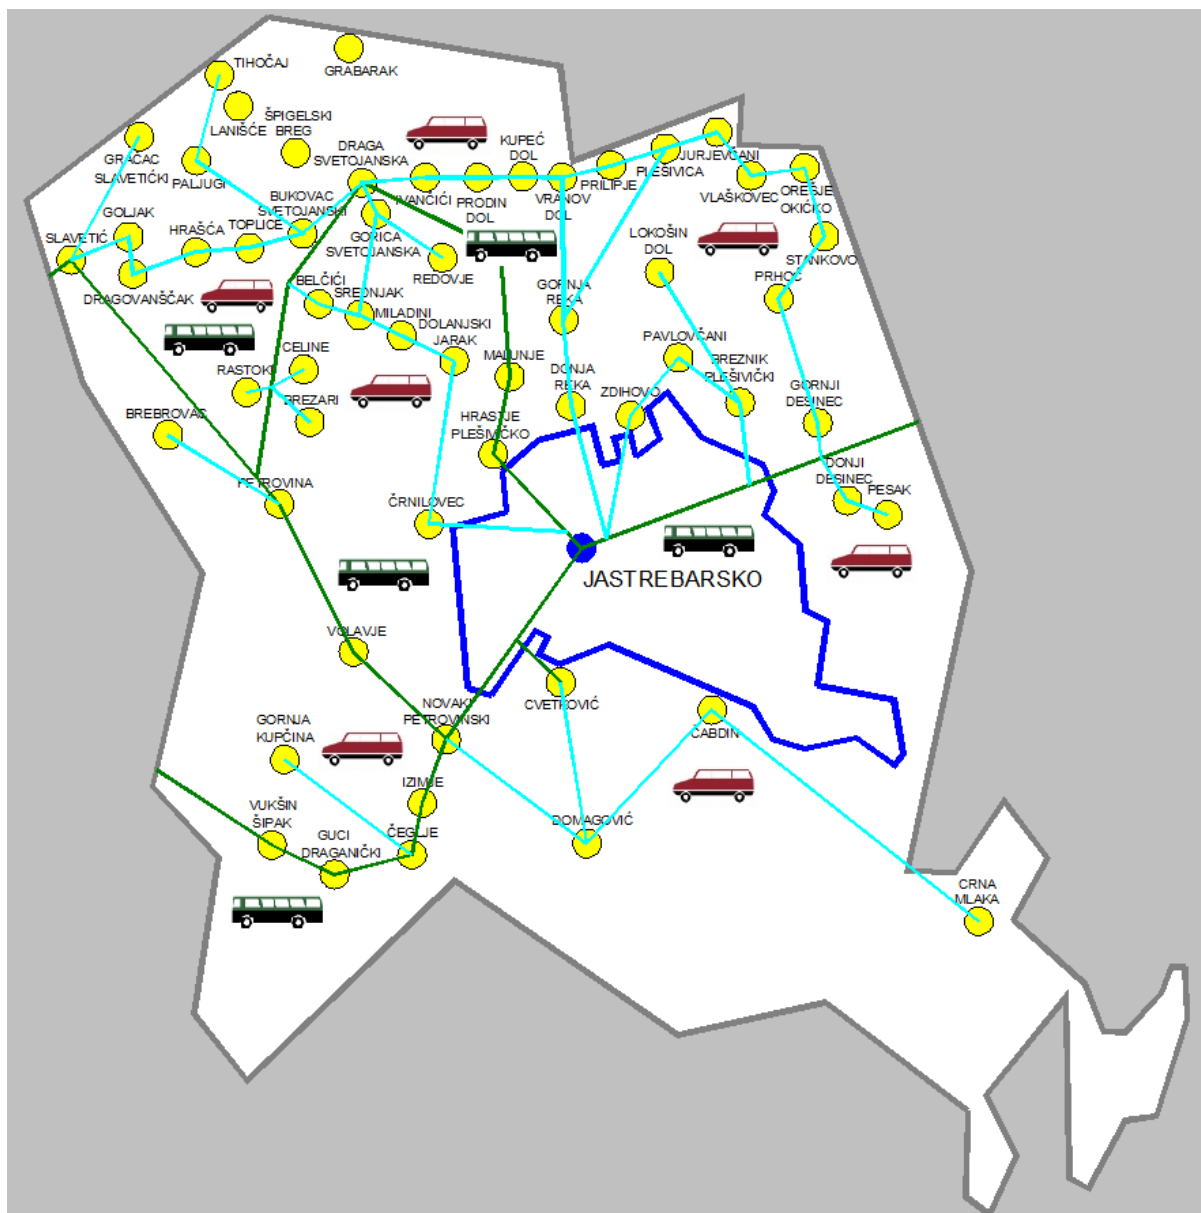 TIHOČAJ
GRABARAK
LANIŠĆE
ŠPIGELSKI
BREG
GRAČAC
SLAVETIĆKI
PALJUGI
DRAGA
SVETOJANSKA
KUPEĆ
DOL
IVANČIĆI
PRODIN
DOL
VRANOV
DOL
PRILIPJE
PLEŠIVICA
JURJEVČANI
VLAŠKOVEC
OREŠJE
OKIĆKO
BUKOVAC
SVETOJANSKI
GOLJAK
HRAŠĆA
TOPLICE
SLAVETIĆ
DRAGOVANŠČAK
GORICA
SVETOJANSKA
REDOVJE
LOKOŠIN
DOL
STANKOVO
PRHOĆ
BELČIĆI
SREDNJAK
MILADINI
DOLANJSKI
JARAK
GORNJA
REKA
CELINE
RASTOKI
BREZARI
BREBROVAC
MALUNJE
DONJA
REKA
ZDIHOVO
PAVLOVČANI
BREZNIK
PLEŠIVIČKI
GORNJI
DESINEC
HRASTJE
PLEŠIVIČKO
DONJI
DESINEC
PESAK
PETROVINA
ČRNILOVEC
JASTREBARSKO
VOLAVJE
NOVAKI
PETROVINSKI
CVETKOVIĆ
ČABDIN
GORNJA
KUPČINA
IZIMJE
VUKŠIN
ŠIPAK
GUCI
DRAGANIČKI
ČEGLJE
DOMAGOVIĆ
CRNA
MLAKA